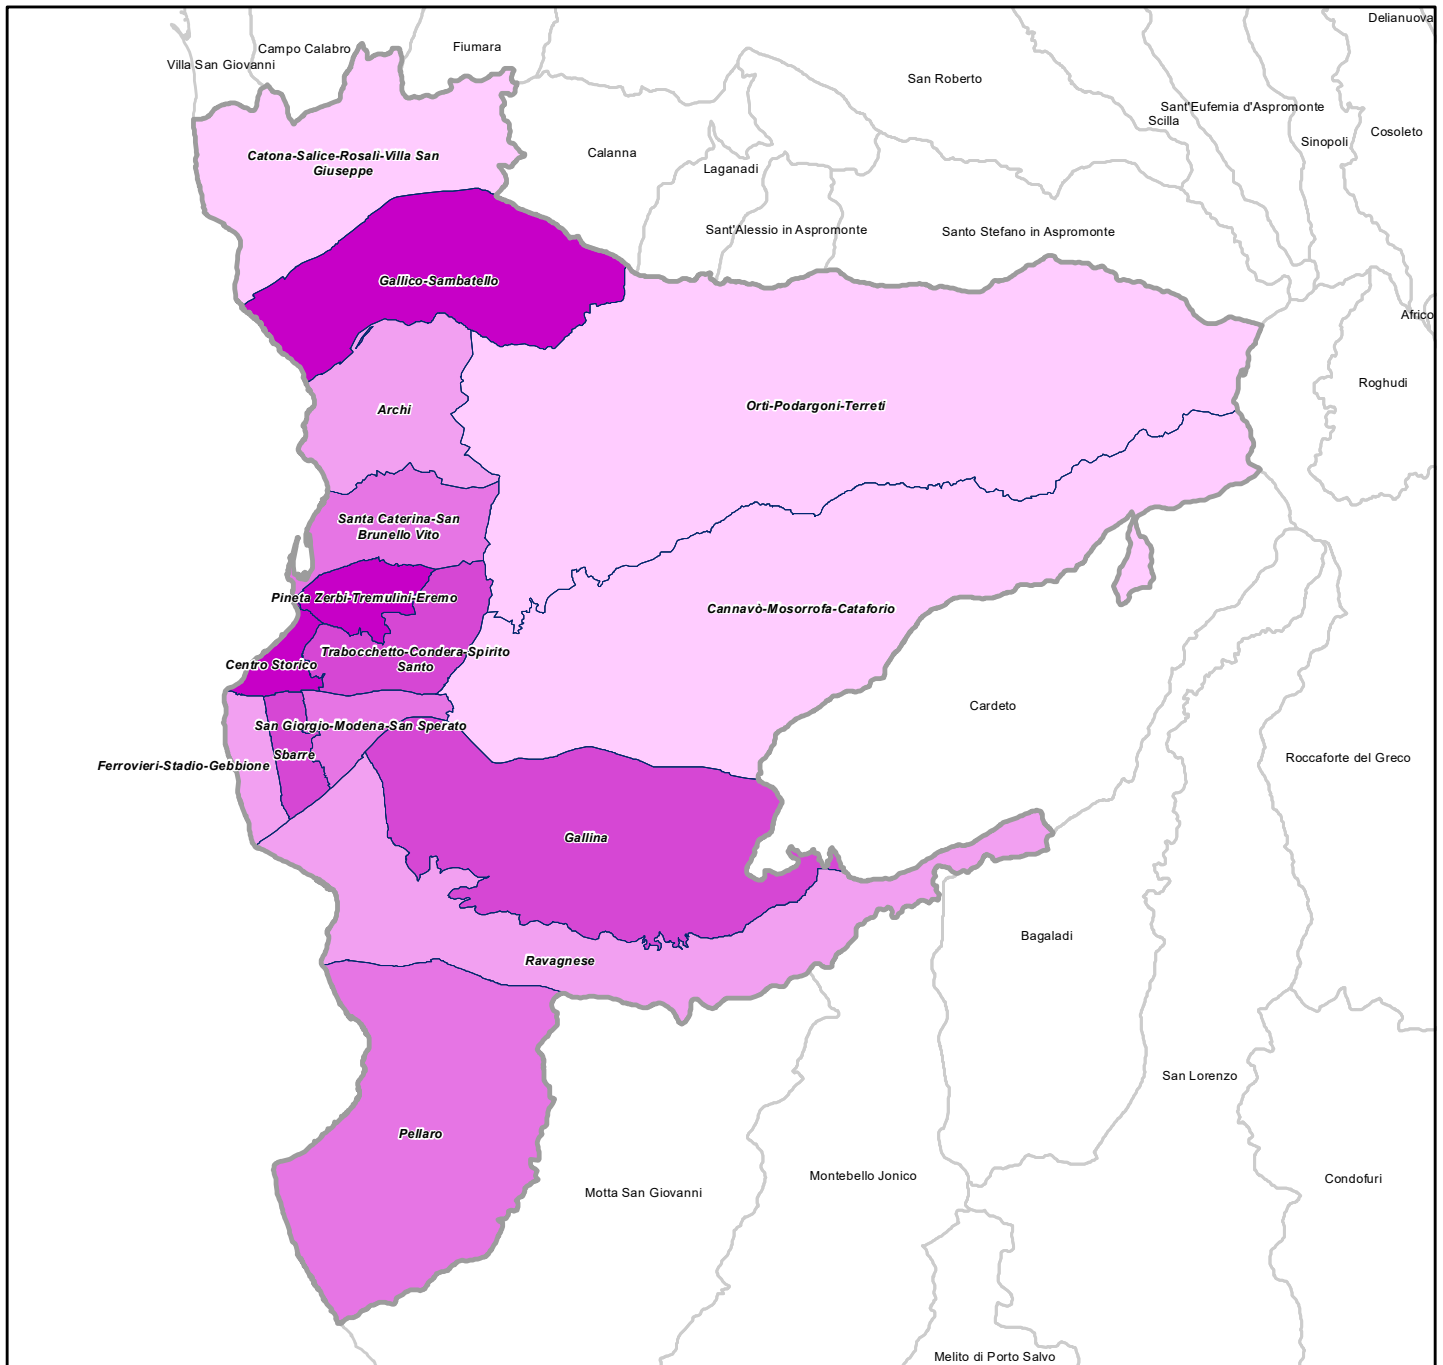 Delianuova
Campo Calabro
Fiumara
Villa San Giovanni
San Roberto
Sant'Eufemia d'Aspromonte
Scilla
Cosoleto
Sinopoli
Catona-Salice-Rosali-Villa San
Giuseppe
Calanna
Laganadi
Sant'Alessio in Aspromonte
Santo Stefano in Aspromonte
Gallico-Sambatello
Africo
Roghudi
Archi
Orti-Podargoni-Terreti
Santa Caterina-San
Brunello Vito
Pineta Zerbi-Tremulini-Eremo
Cannavò-Mosorrofa-Cataforio
Trabocchetto-Condera-Spirito
Santo
Centro Storico
Cardeto
San Giorgio-Modena-San Sperato
Sbarre
Ferrovieri-Stadio-Gebbione
Roccaforte del Greco
Gallina
Bagaladi
Ravagnese
San Lorenzo
Pellaro
Montebello Jonico
Condofuri
Motta San Giovanni
Melito di Porto Salvo